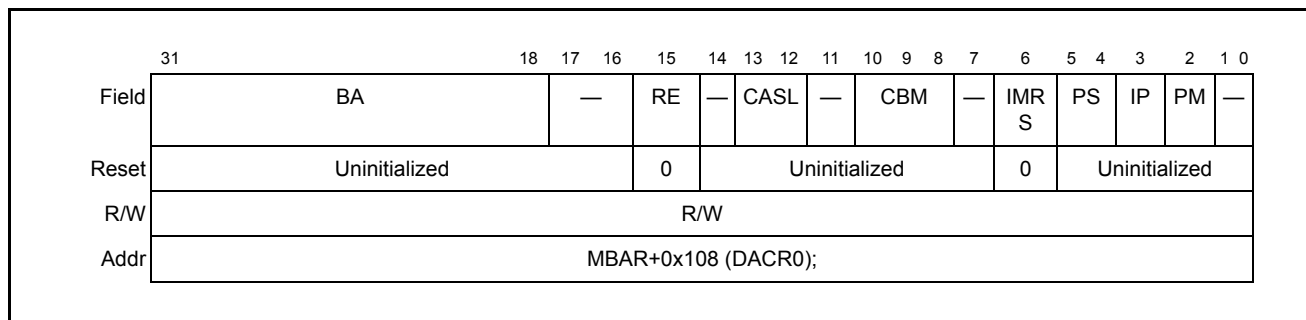 31 18 17 16 15 14 13 12 11 10 9 8 7 6 5 4 3 2 1 0
Field BA — RE — CASL — CBM — IMR PS IP PM —
S
Reset Uninitialized 0 Uninitialized 0 Uninitialized
R/W R/W
Addr MBAR+0x108 (DACR0);